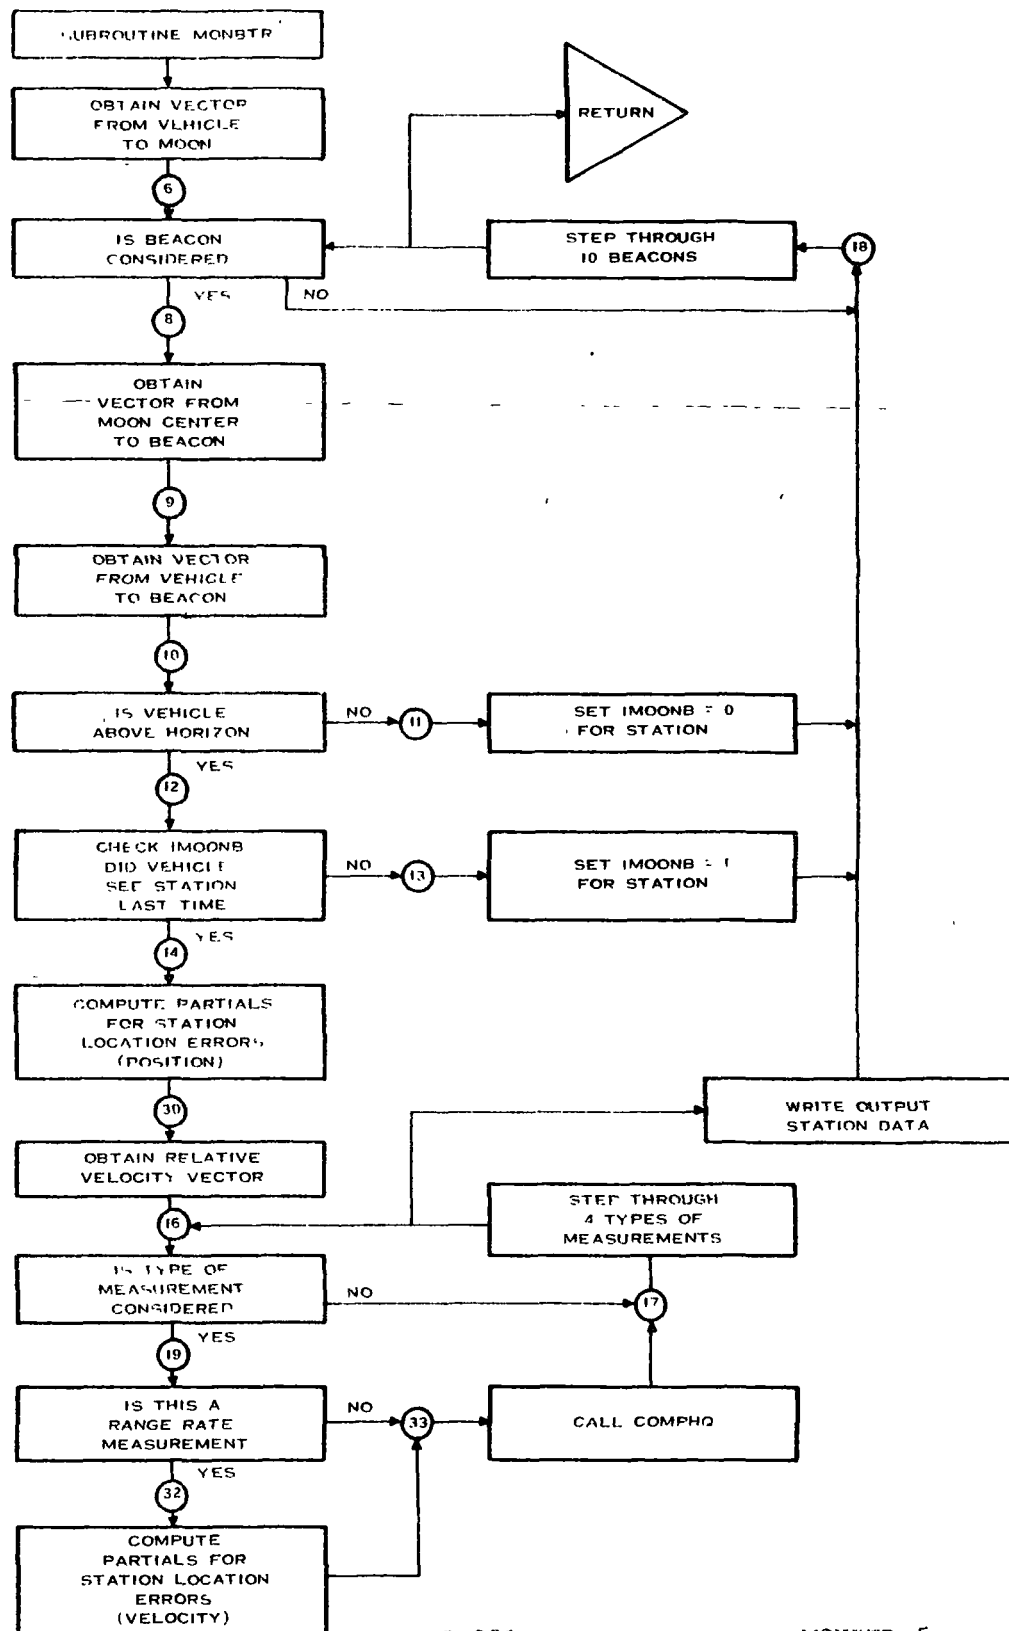 SUBROUTINE MONBTR
OBTAIN VECTOR
FROM VEHICLE
TO MOON
RETURN
6
IS BEACON
CONSIDERED
STEP THROUGH
10 BEACONS
18
YES
NO
8
OBTAIN
VECTOR FROM
MOON CENTER
TO BEACON
9
OBTAIN VECTOR
FROM VEHICLE
TO BEACON
10
IS VEHICLE
ABOVE HORIZON
NO
11
SET IMOONB = 0
FOR STATION
YES
12
CHECK IMOONB
DID VEHICLE
SEE STATION
LAST TIME
NO
13
SET IMOONB = 1
FOR STATION
YES
14
COMPUTE PARTIALS
FOR STATION
LOCATION ERRORS
(POSITION)
30
WRITE OUTPUT
STATION DATA
OBTAIN RELATIVE
VELOCITY VECTOR
16
STEP THROUGH
4 TYPES OF
MEASUREMENTS
IS TYPE OF
MEASUREMENT
CONSIDERED
NO
17
YES
19
IS THIS A
RANGE RATE
MEASUREMENT
NO
33
CALL COMPHQ
YES
32
COMPUTE
PARTIALS FOR
STATION LOCATION
ERRORS
(VELOCITY)